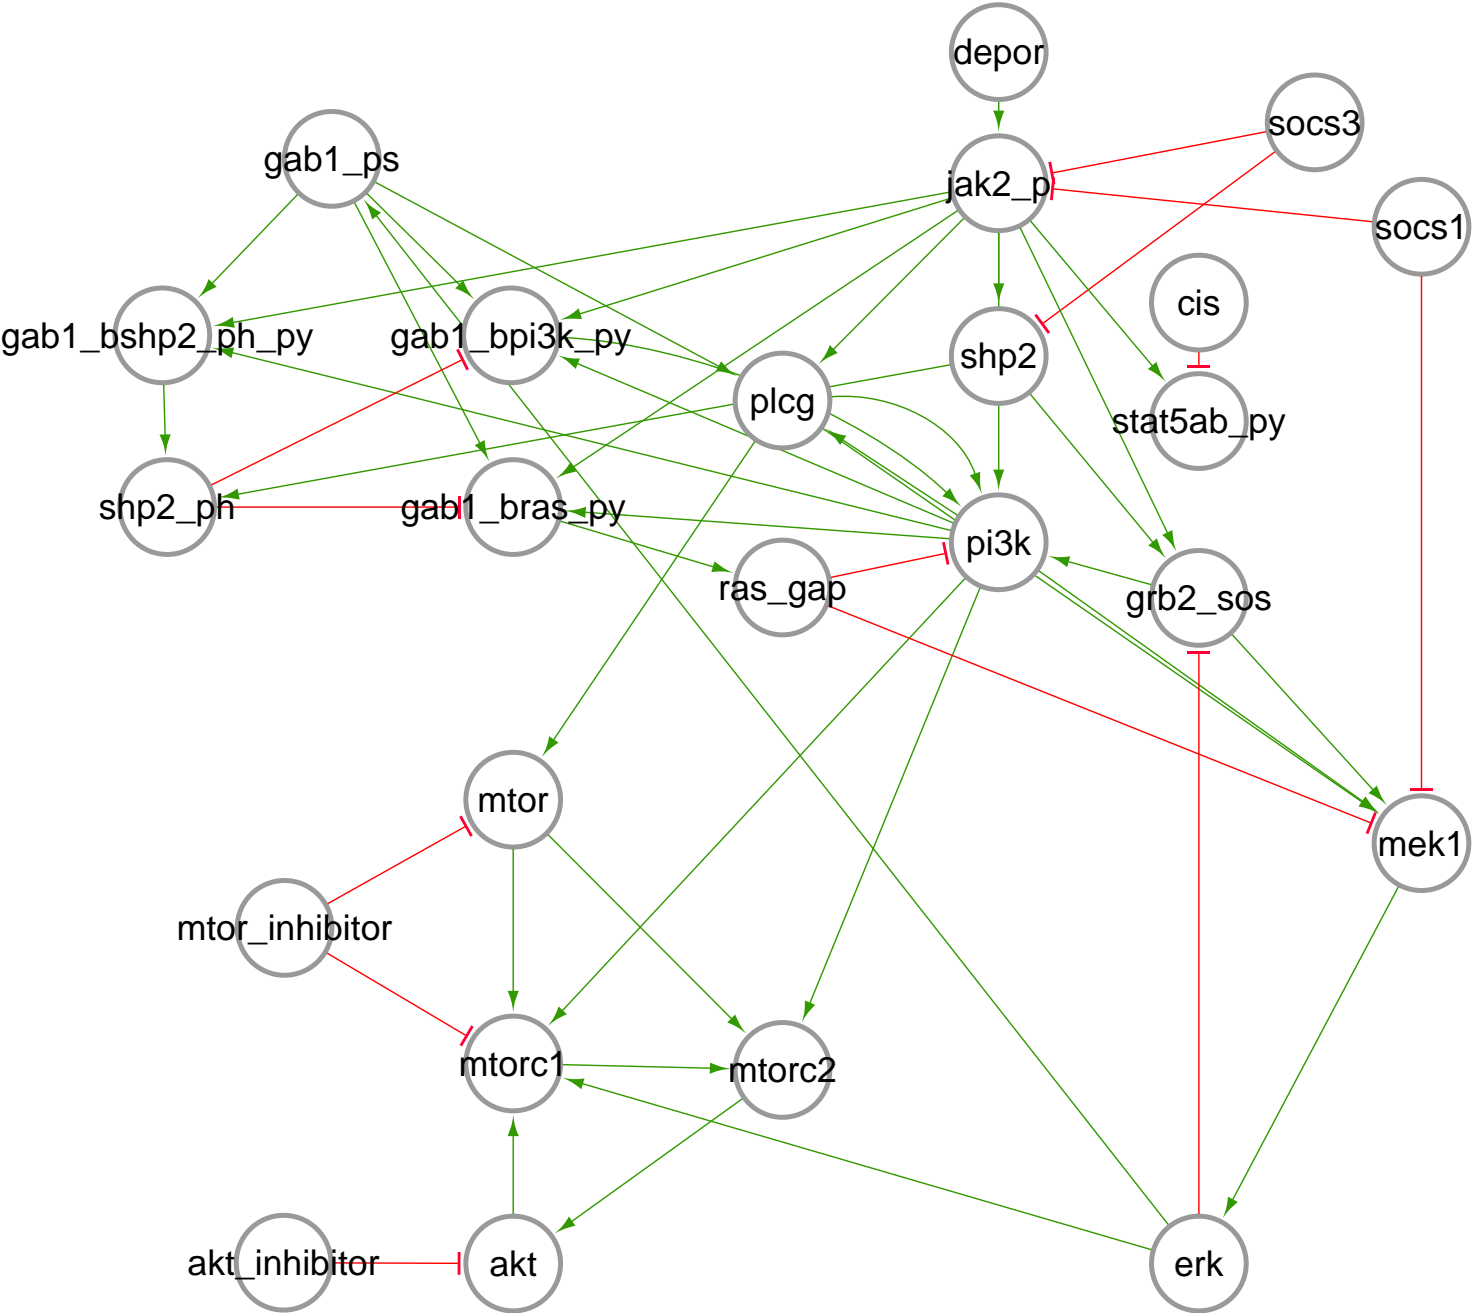 depor
socs3
gab1_ps
jak2_p
socs1
cis
gab1_bshp2_ph_py
gab1_bpi3k_py
shp2
plcg
stat5ab_py
shp2_ph
gab1_bras_py
pi3k
ras_gap
grb2_sos
mtor
mek1
mtor_inhibitor
mtorc1
mtorc2
akt_inhibitor
akt
erk